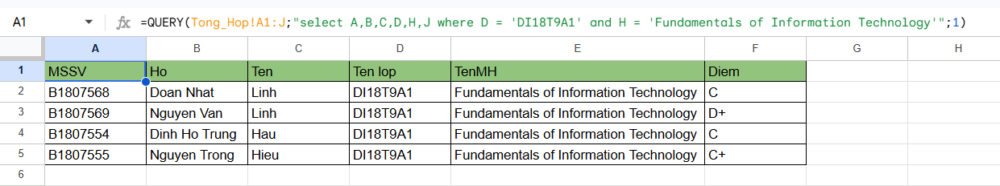 A1 fx =QUERY(Tong_Hop!A1:J;"select A,B,C,D,H,J where D = 'DI18T9A1' and H = 'Fundamentals of Information Technology'";1)
A B C D E F G H
1 MSSV Ho Ten Ten lop TenMH Diem
2 B1807568 Doan Nhat Linh DI18T9A1 Fundamentals of Information Technology C
3 B1807569 Nguyen Van Linh DI18T9A1 Fundamentals of Information Technology D+
4 B1807554 Dinh Ho Trung Hau DI18T9A1 Fundamentals of Information Technology C
5 B1807555 Nguyen Trong Hieu DI18T9A1 Fundamentals of Information Technology C+
6